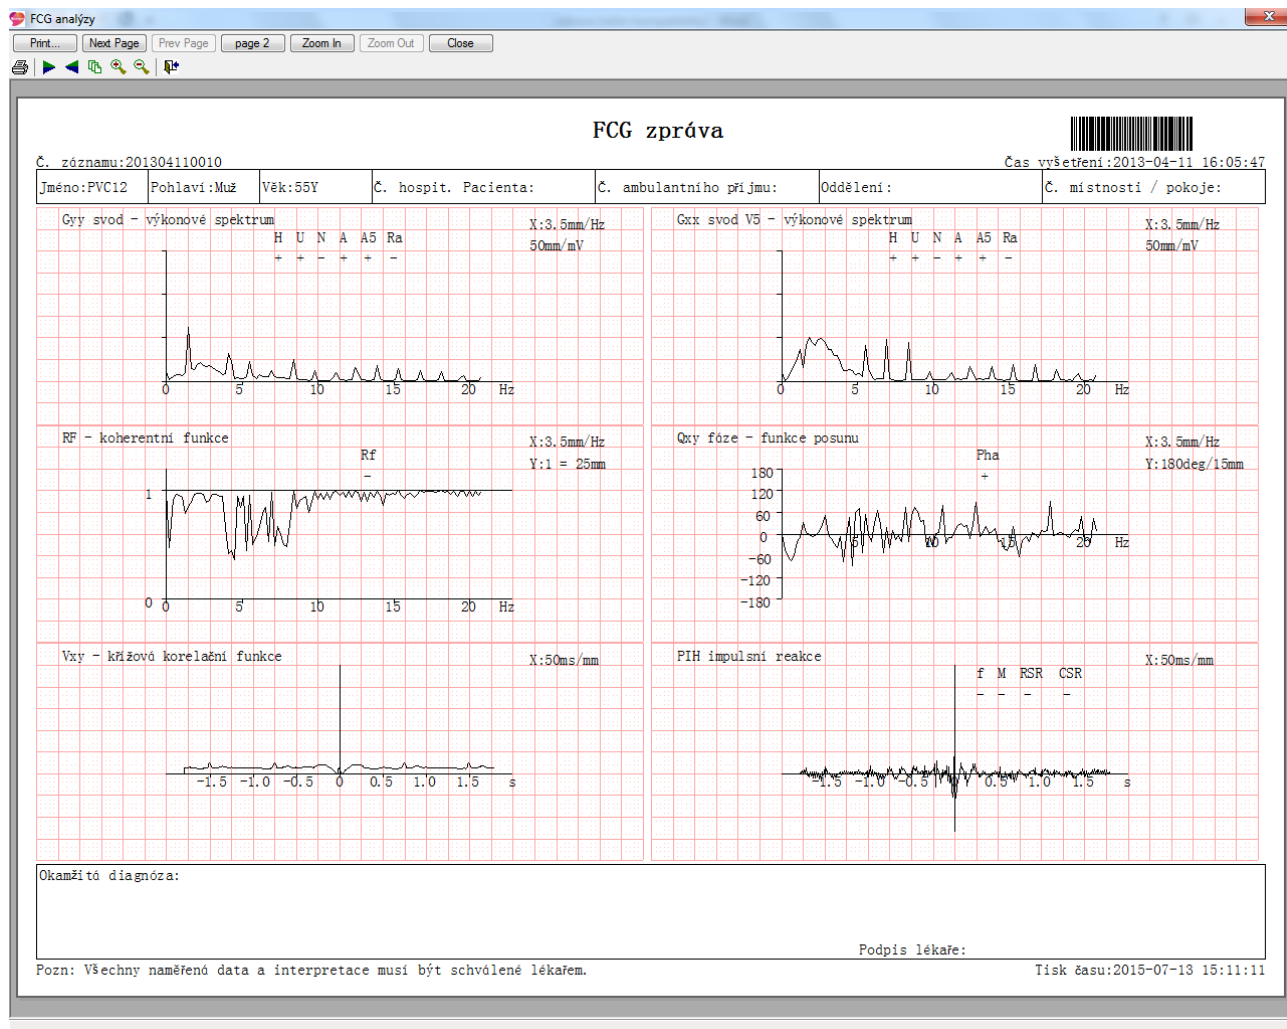 FCG analýzy
Print... Next Page Prev Page page 2 Zoom In Zoom Out Close
FCG zpráva
Č. záznamu:201304110010
Čas vyšetření:2013-04-11 16:05:47
Jméno:PVC12 Pohlaví:Muž Věk:55Y Č. hospit. Pacienta: Č. ambulantního příjmu: Oddělení: Č. místnosti / pokoje:
Gyy svod - výkonové spektrum
X:3.5mm/Hz
H U N A A5 Ra
50mm/mV
+ + - + + -
0 5 10 15 20 Hz
Gxx svod V5 - výkonové spektrum
X:3.5mm/Hz
H U N A A5 Ra
50mm/mV
+ + - + + -
0 5 10 15 20 Hz
RF - koherentní funkce
X:3.5mm/Hz
Rf
Y:1 = 25mm
-
1
0 0 5 10 15 20 Hz
Qxy fáze - funkce posunu
X:3.5mm/Hz
Pha
Y:180deg/15mm
+
180
120
60
0 5 10 15 20 Hz
-60
-120
-180
Vxy - křížová korelační funkce
X:50ms/mm
-1.5 -1.0 -0.5 0 0.5 1.0 1.5 s
PIH impulsní reakce
X:50ms/mm
f M RSR CSR
- - - -
-1.5 -1.0 -0.5 0 0.5 1.0 1.5 s
Okamžitá diagnóza:
Podpis lékaře:
Pozn: Všechny naměřená data a interpretace musí být schválené lékařem.
Tisk času:2015-07-13 15:11:11